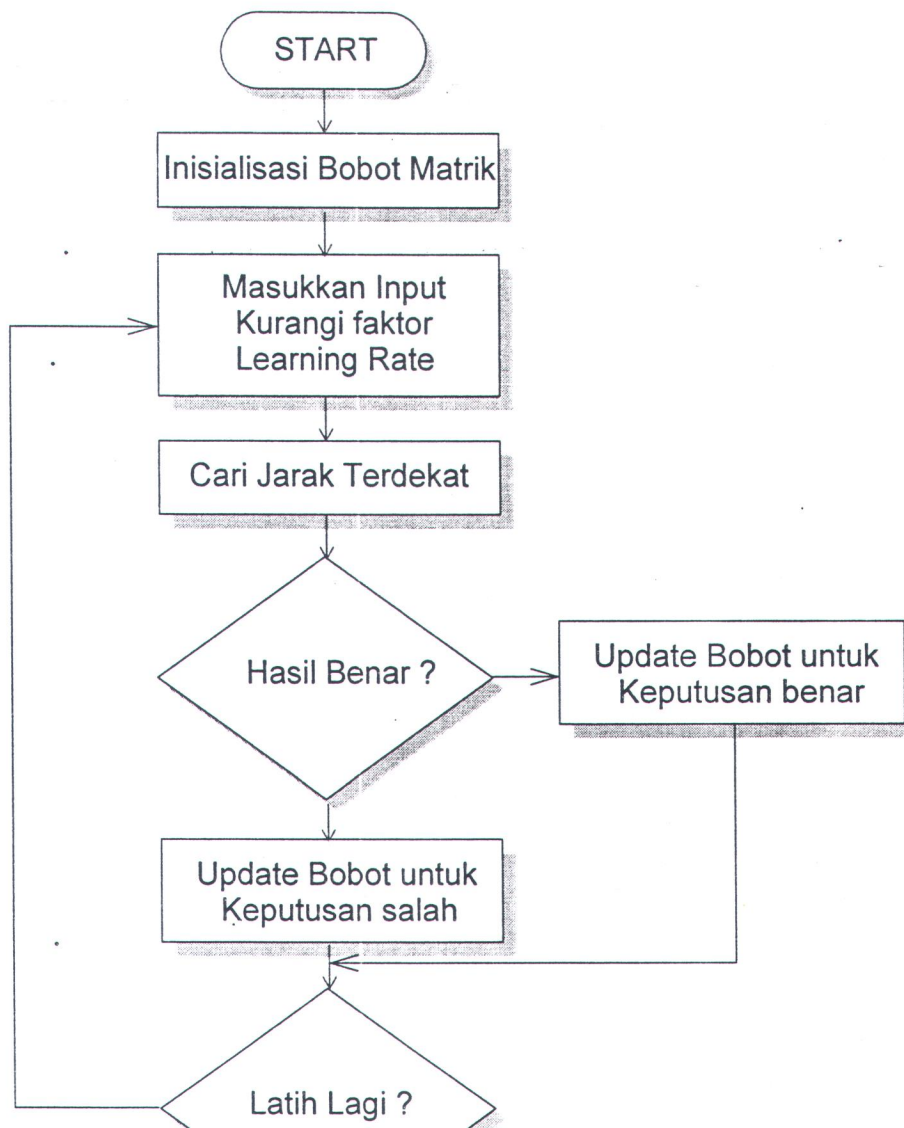 START
Inisialisasi Bobot Matrik
Masukkan Input
Kurangi faktor
Learning Rate
Cari Jarak Terdekat
Hasil Benar ?
Update Bobot untuk
Keputusan benar
Update Bobot untuk
Keputusan salah
Latih Lagi ?